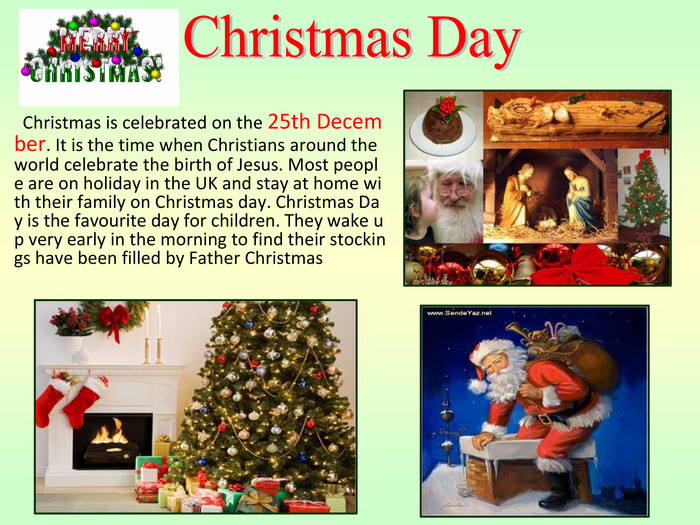 MERRY
CHRISTMAS!
Christmas Day
Christmas is celebrated on the 25th Decem
ber. It is the time when Christians around the
world celebrate the birth of Jesus. Most peopl
e are on holiday in the UK and stay at home wi
th their family on Christmas day. Christmas Da
y is the favourite day for children. They wake u
p very early in the morning to find their stockin
gs have been filled by Father Christmas
www.SendeYaz.net